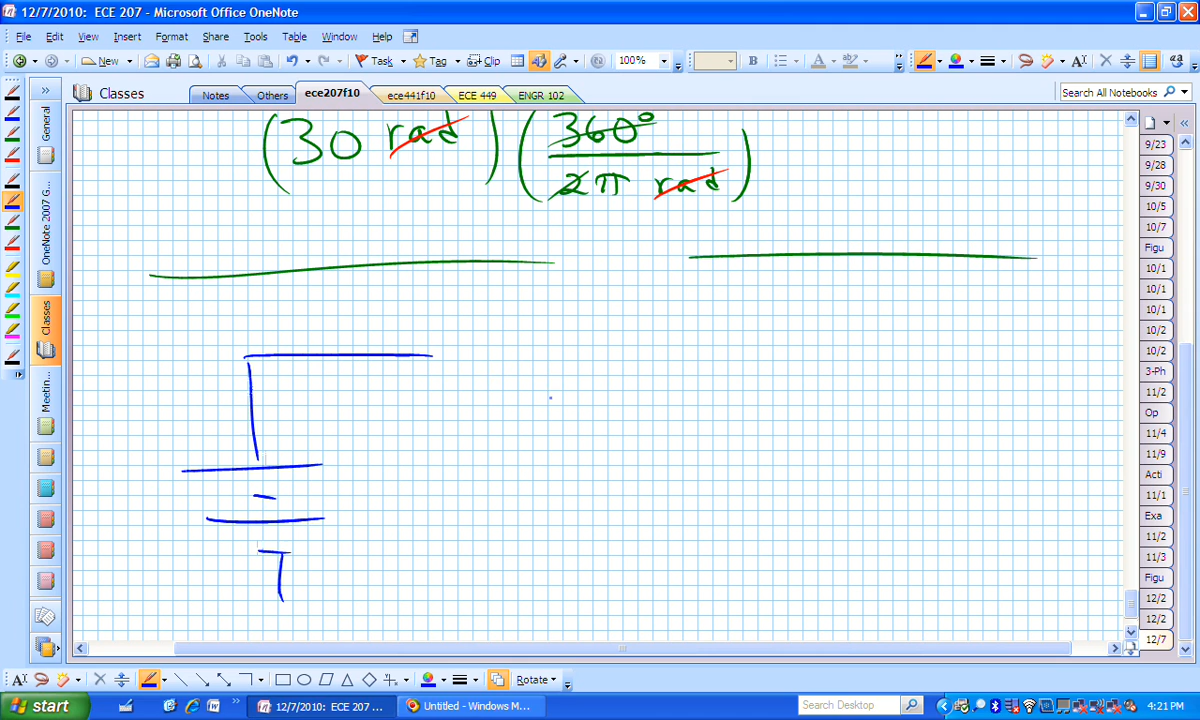 12/7/2010: ECE 207 - Microsoft Office OneNote
File Edit View Insert Format Share Tools Table Window Help
New Task Tag Clip 100% B A ab
Classes Notes Others ece207f10 ece441f10 ECE 449 ENGR 102 Search All Notebooks
General
OneNote 2007 G...
Classes
Meetin...
(30 rad) (360°
2π rad)
9/23
9/28
9/30
10/5
10/7
Figu
10/1
10/1
10/1
10/2
10/2
3-Ph
11/2
Op
11/4
11/9
Acti
11/1
Exa
11/2
11/3
Figu
12/2
12/2
12/7
Rotate
start 12/7/2010: ECE 207 ... Untitled - Windows M... Search Desktop 4:21 PM